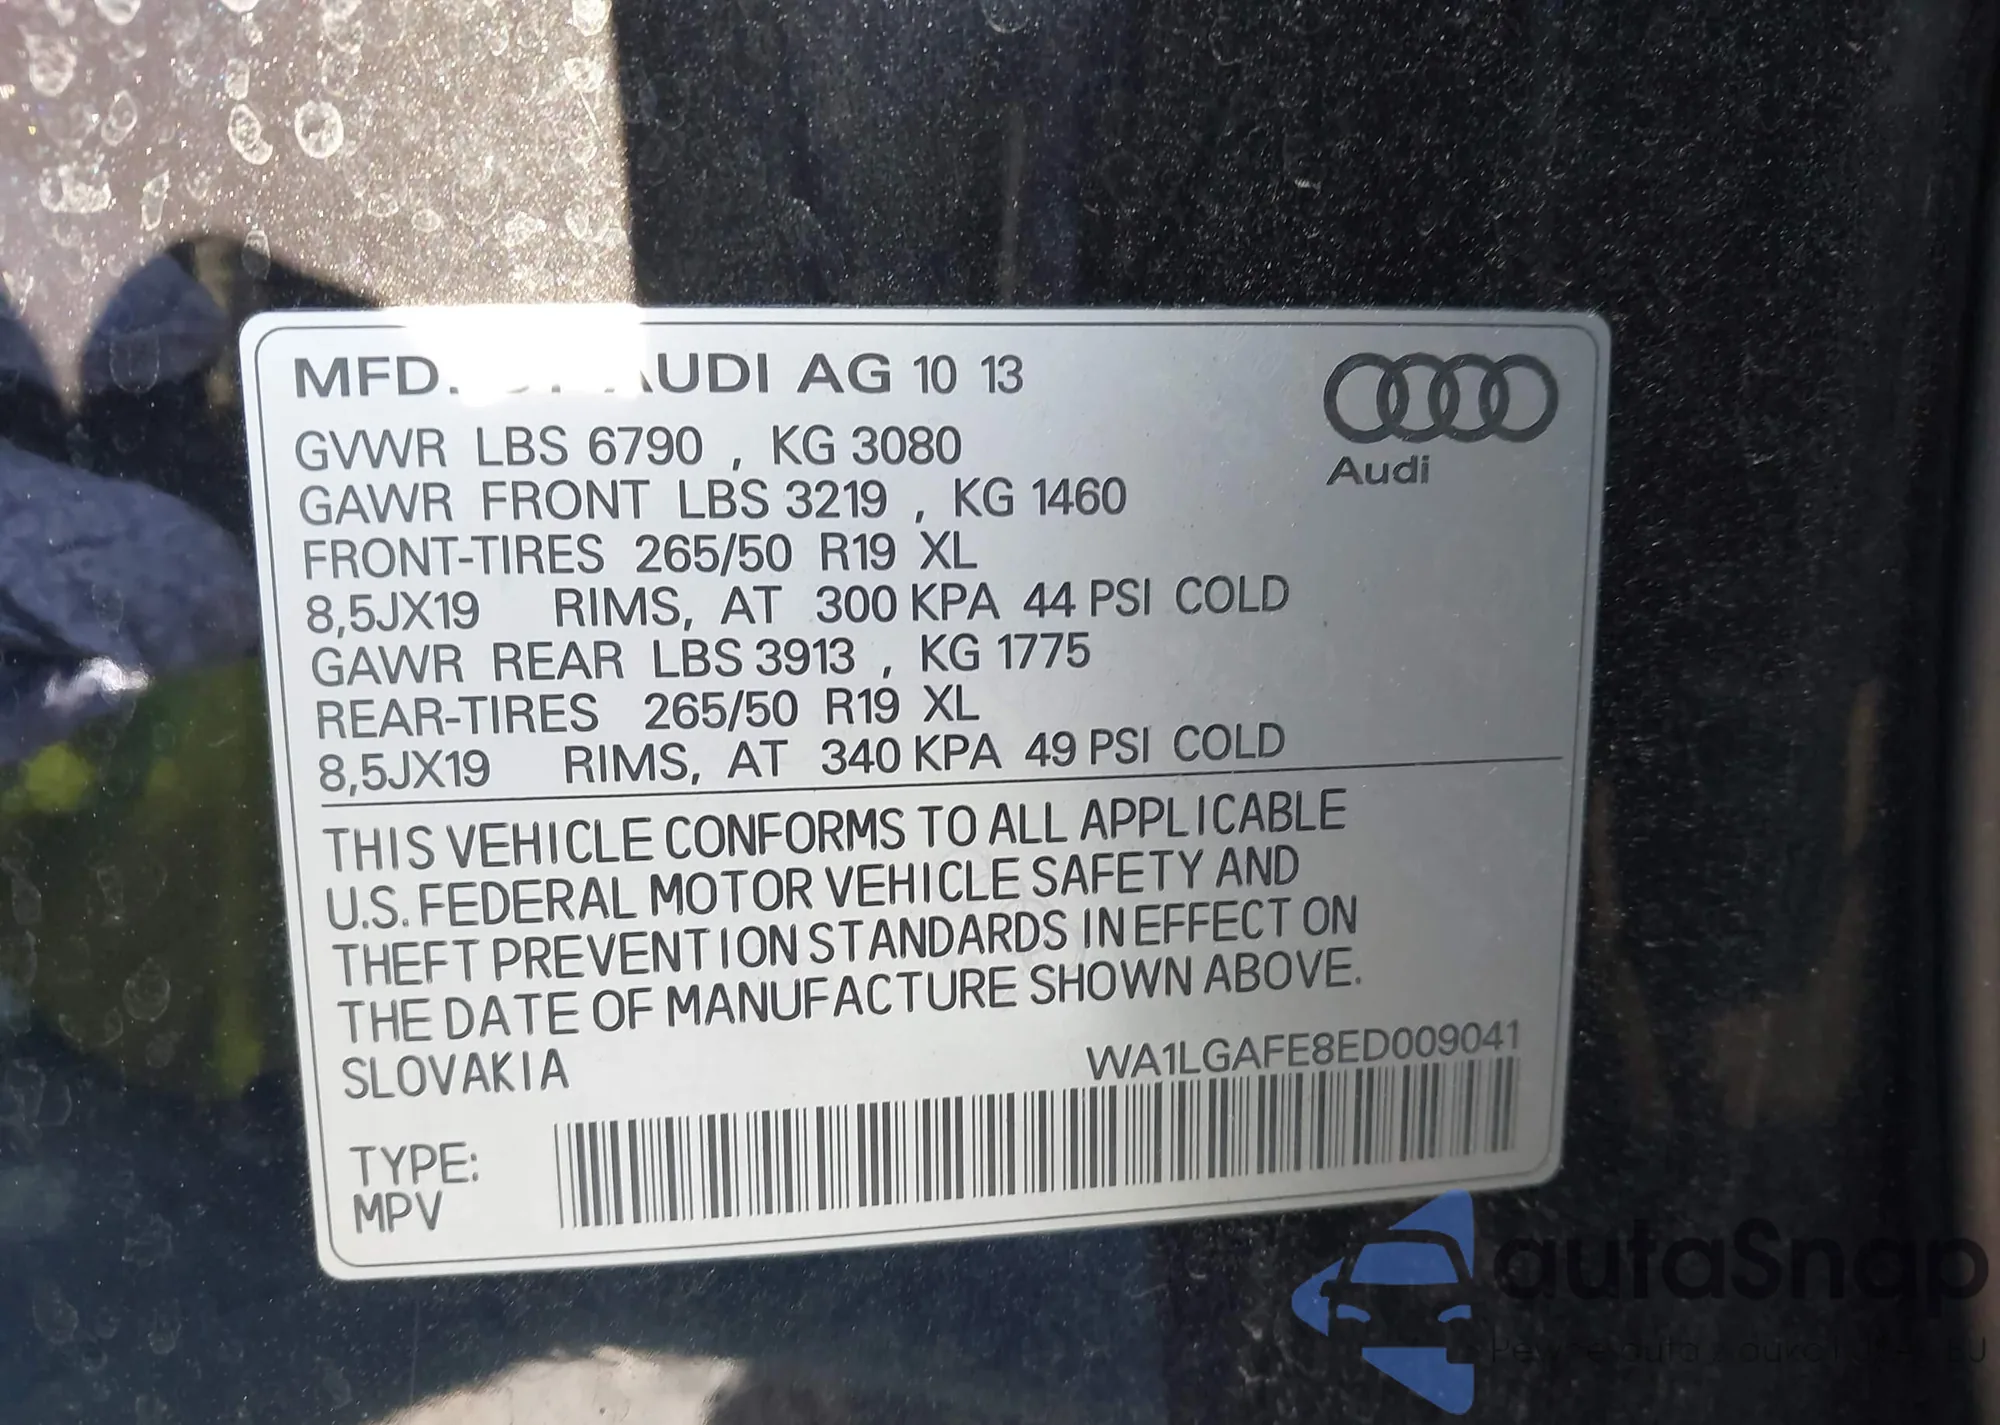 MFD. BY AUDI AG 10 13
GVWR LBS 6790 , KG 3080
GAWR FRONT LBS 3219 , KG 1460
FRONT-TIRES 265/50 R19 XL
8,5JX19 RIMS, AT 300 KPA 44 PSI COLD
GAWR REAR LBS 3913 , KG 1775
REAR-TIRES 265/50 R19 XL
8,5JX19 RIMS, AT 340 KPA 49 PSI COLD
Audi
THIS VEHICLE CONFORMS TO ALL APPLICABLE
U.S. FEDERAL MOTOR VEHICLE SAFETY AND
THEFT PREVENTION STANDARDS IN EFFECT ON
THE DATE OF MANUFACTURE SHOWN ABOVE.
SLOVAKIA
WA1LGAFE8ED009041
TYPE:
MPV
autaSnap